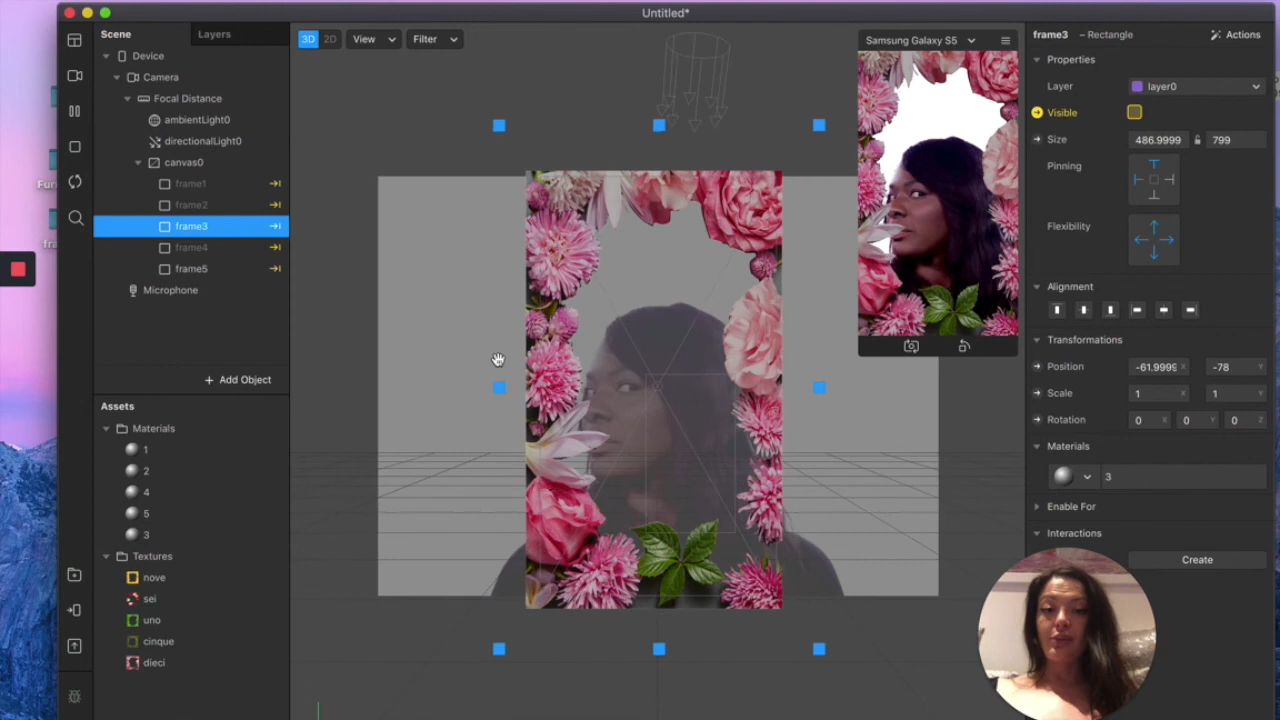 Untitled*
Scene
Layers
Device
Camera
Focal Distance
ambientLight0
directionalLight0
canvas0
frame1
frame2
frame3
frame4
frame5
Microphone
+ Add Object
Assets
Materials
1
2
4
5
3
Textures
nove
sei
uno
cinque
dieci
3D 2D View Filter
Samsung Galaxy S5
frame3 – Rectangle Actions
Properties
Layer layer0
Visible
Size 486.9999 799
Pinning
Flexibility
Alignment
Transformations
Position -61.9999 X -78 Y
Scale 1 X 1 Y
Rotation 0 X 0 Y 0 Z
Materials
3
Enable For
Interactions
Create